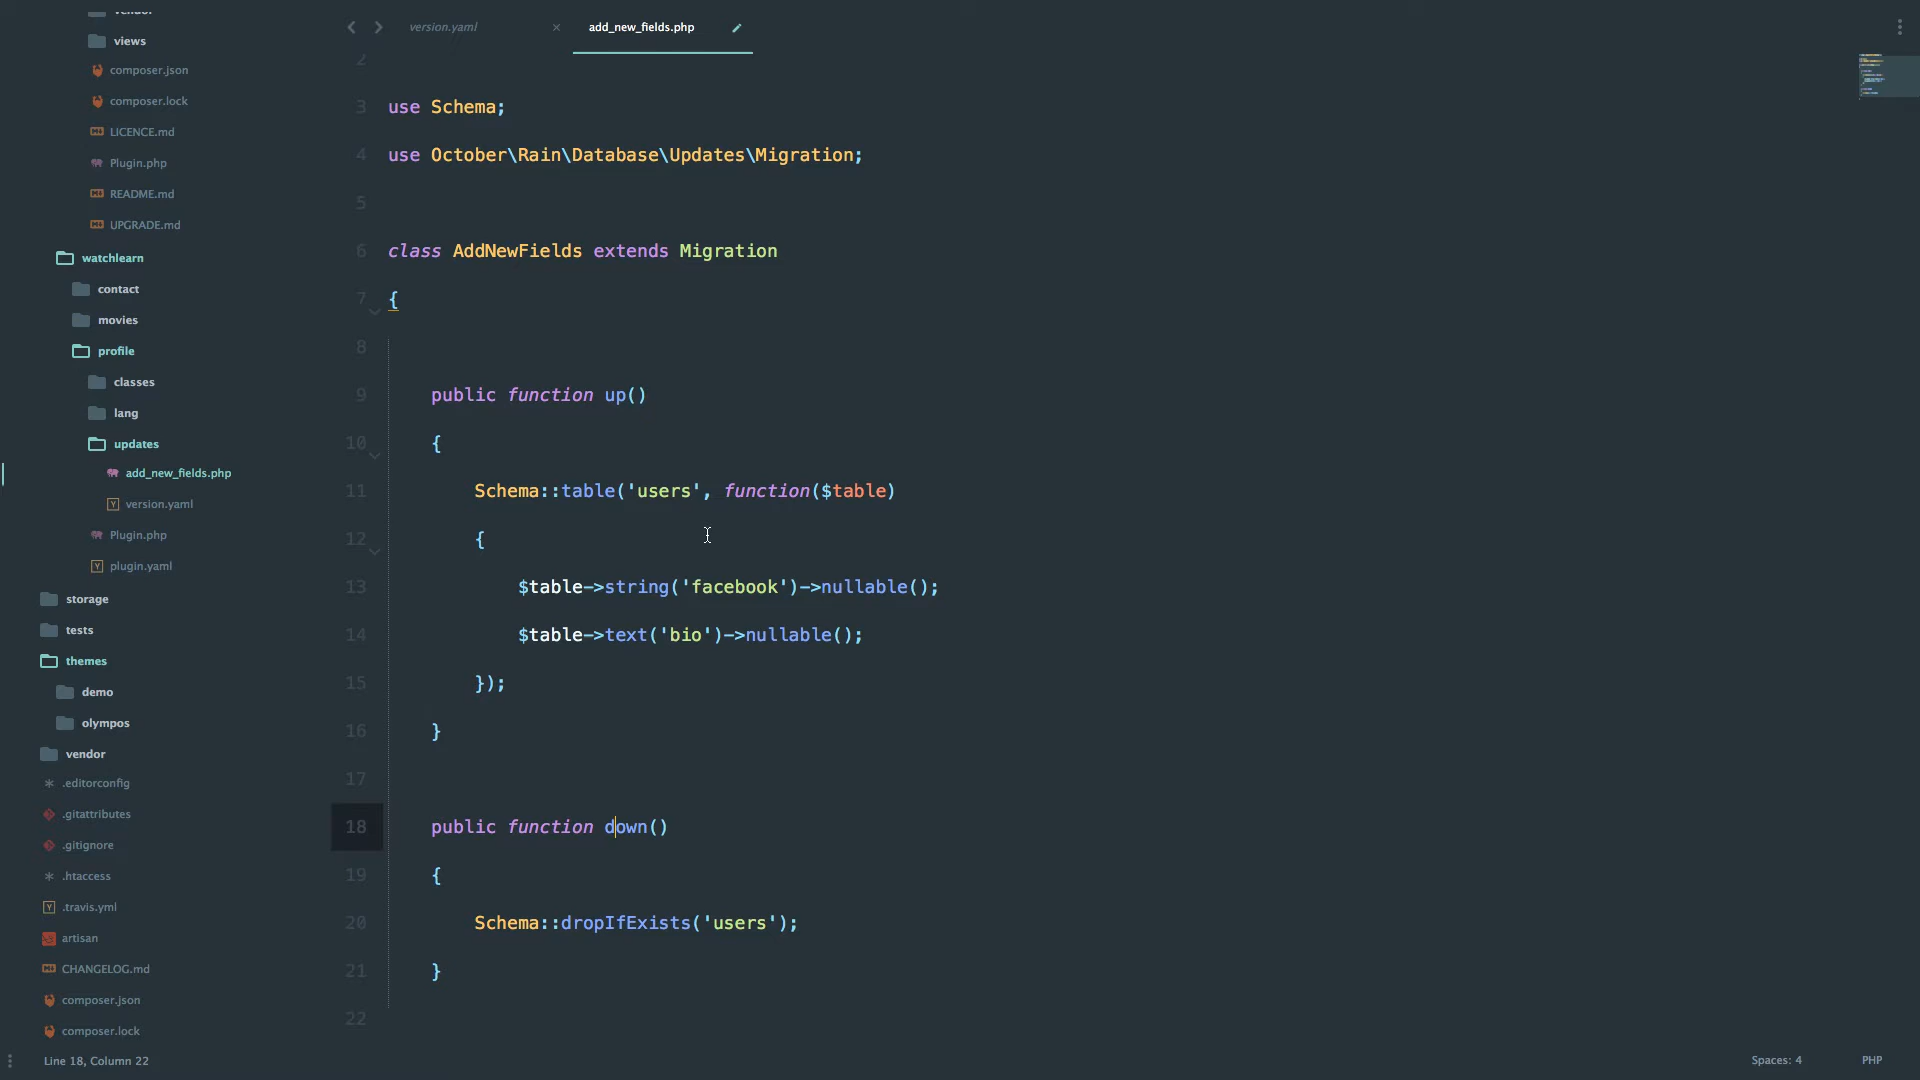 vendor
views
composer.json
composer.lock
LICENCE.md
Plugin.php
README.md
UPGRADE.md
watchlearn
contact
movies
profile
classes
lang
updates
add_new_fields.php
version.yaml
Plugin.php
plugin.yaml
storage
tests
themes
demo
olympos
vendor
.editorconfig
.gitattributes
.gitignore
.htaccess
.travis.yml
artisan
CHANGELOG.md
composer.json
composer.lock
version.yaml
add_new_fields.php
2
3 use Schema;
4 use October\Rain\Database\Updates\Migration;
5
6 class AddNewFields extends Migration
7 {
8
9 public function up()
10 {
11 Schema::table('users', function($table)
12 {
13 $table->string('facebook')->nullable();
14 $table->text('bio')->nullable();
15 });
16 }
17
18 public function down()
19 {
20 Schema::dropIfExists('users');
21 }
22
Line 18, Column 22
Spaces: 4
PHP